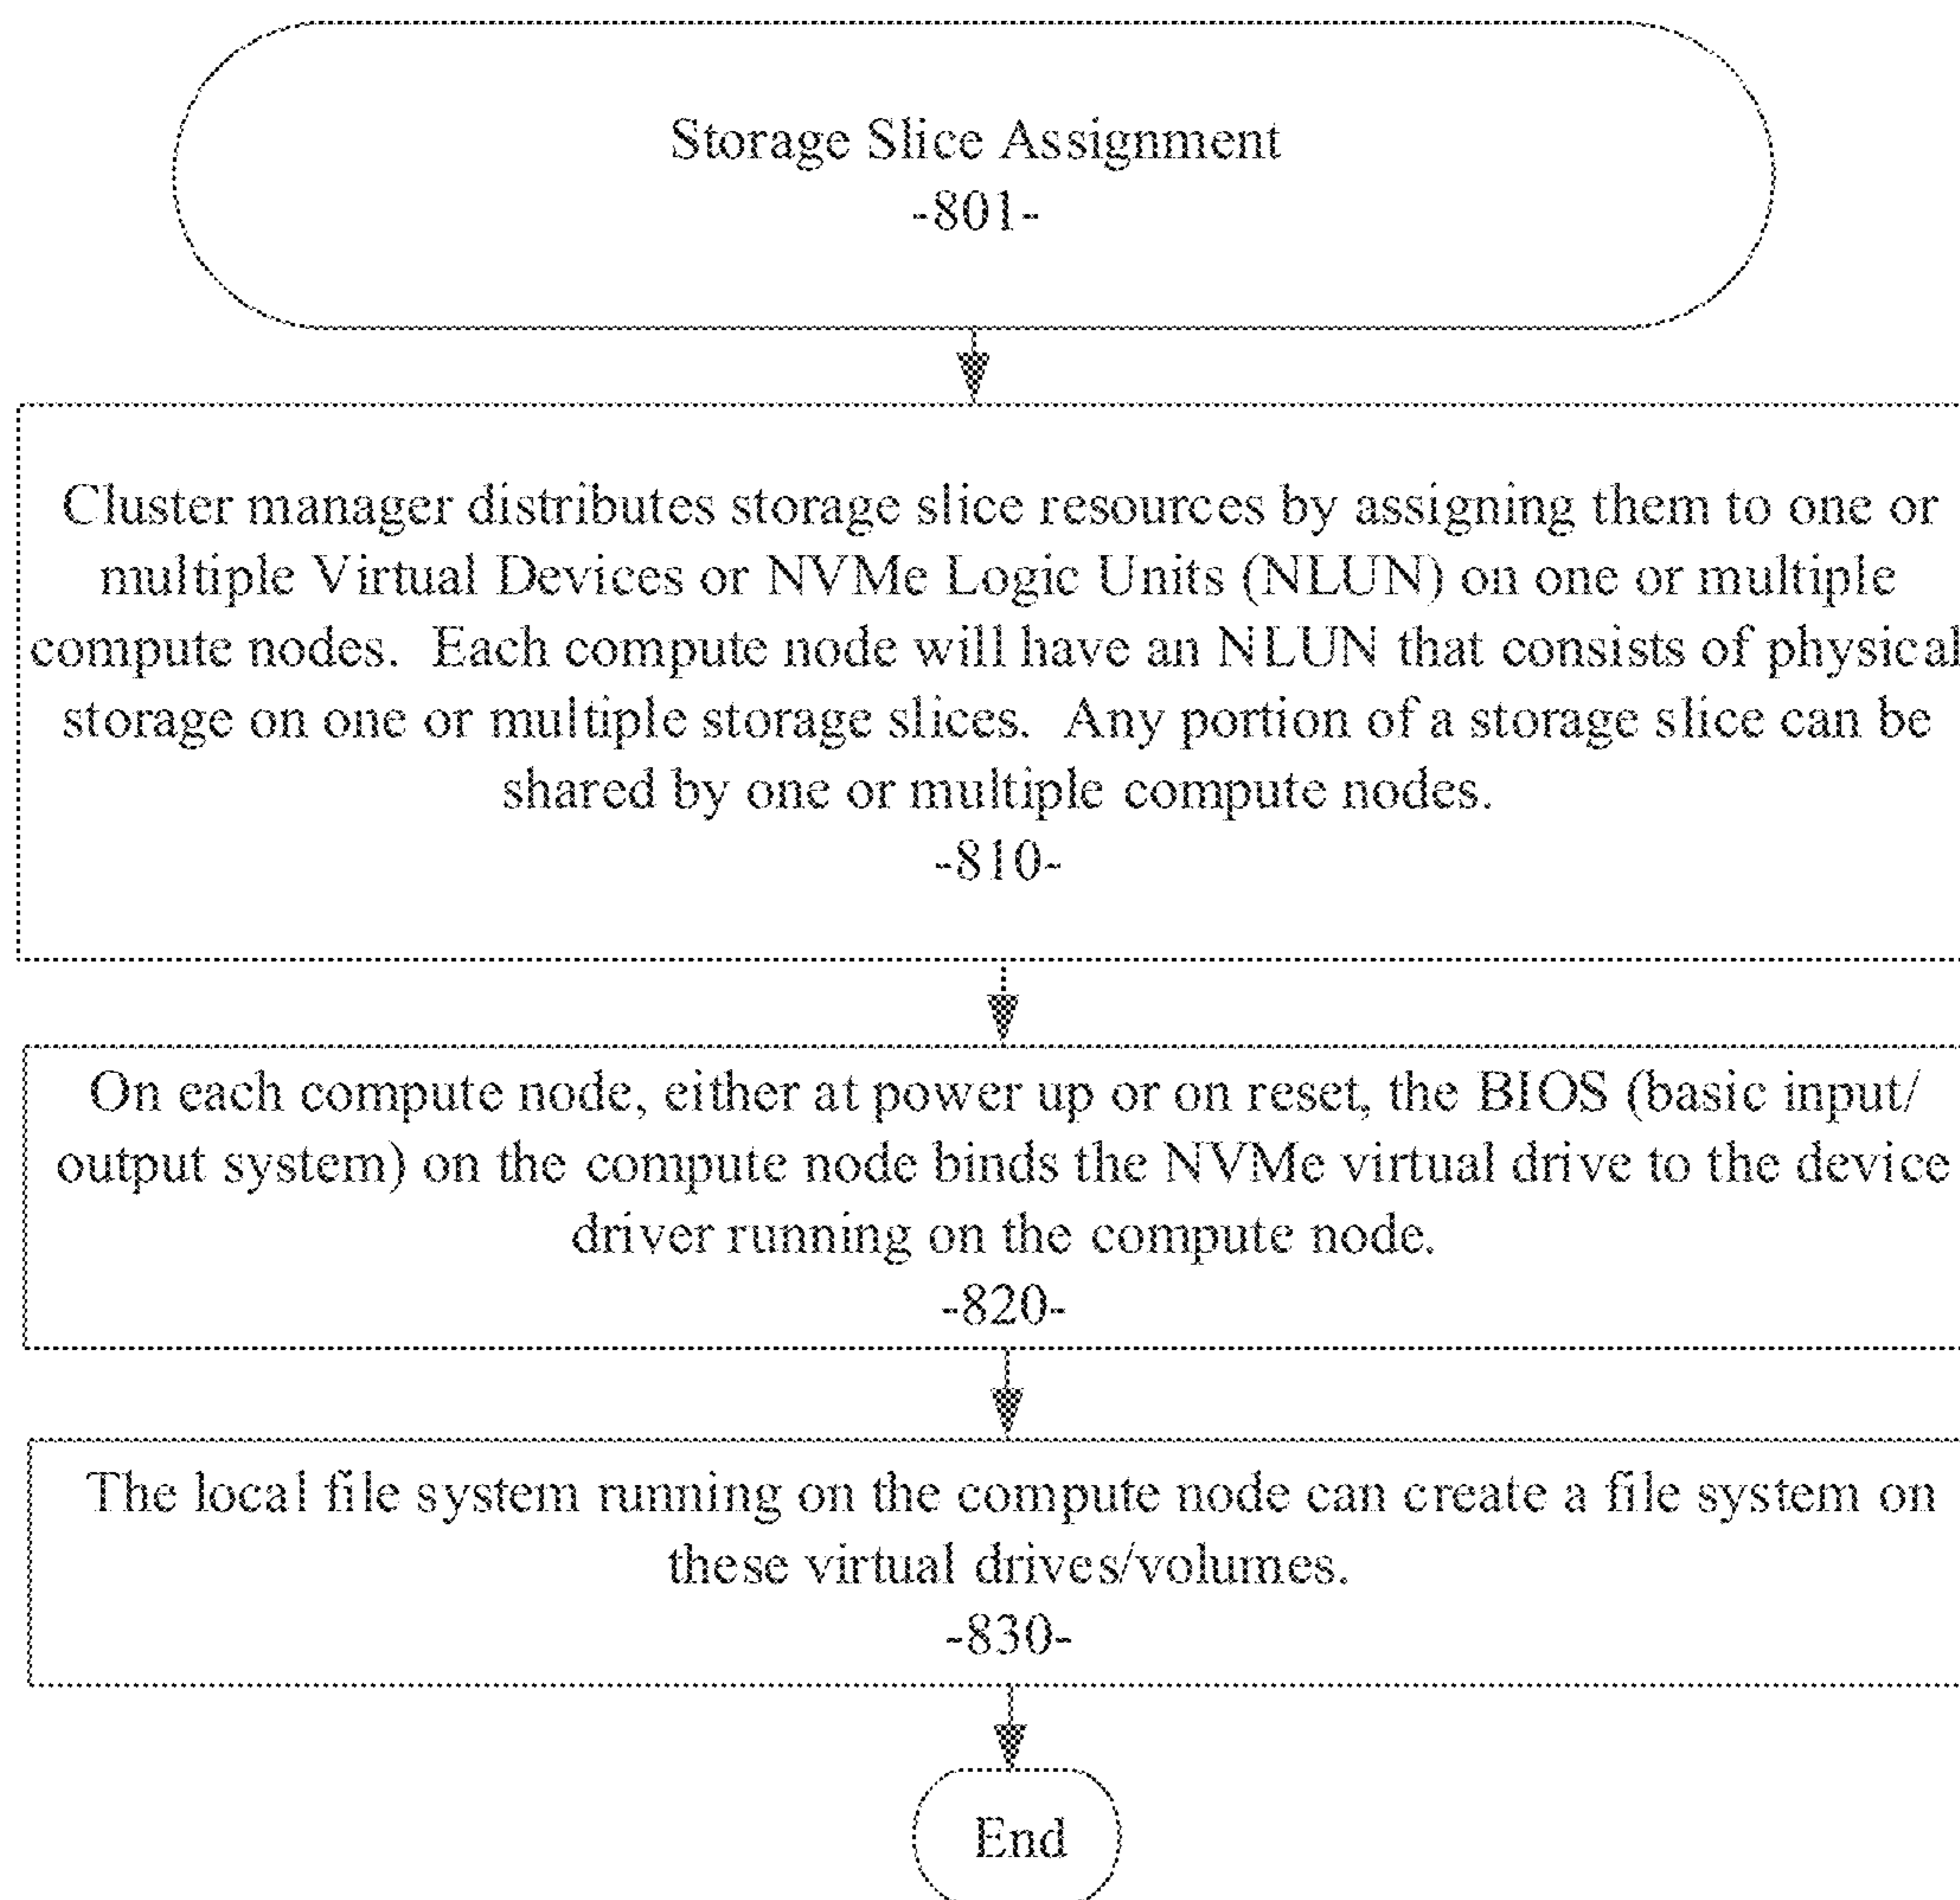 Storage Slice Assignment
-801-
Cluster manager distributes storage slice resources by assigning them to one or
multiple Virtual Devices or NVMe Logic Units (NLUN) on one or multiple
compute nodes.  Each compute node will have an NLUN that consists of physical
storage on one or multiple storage slices.  Any portion of a storage slice can be
shared by one or multiple compute nodes.
-810-
On each compute node, either at power up or on reset, the BIOS (basic input/
output system) on the compute node binds the NVMe virtual drive to the device
driver running on the compute node.
-820-
The local file system running on the compute node can create a file system on
these virtual drives/volumes.
-830-
End